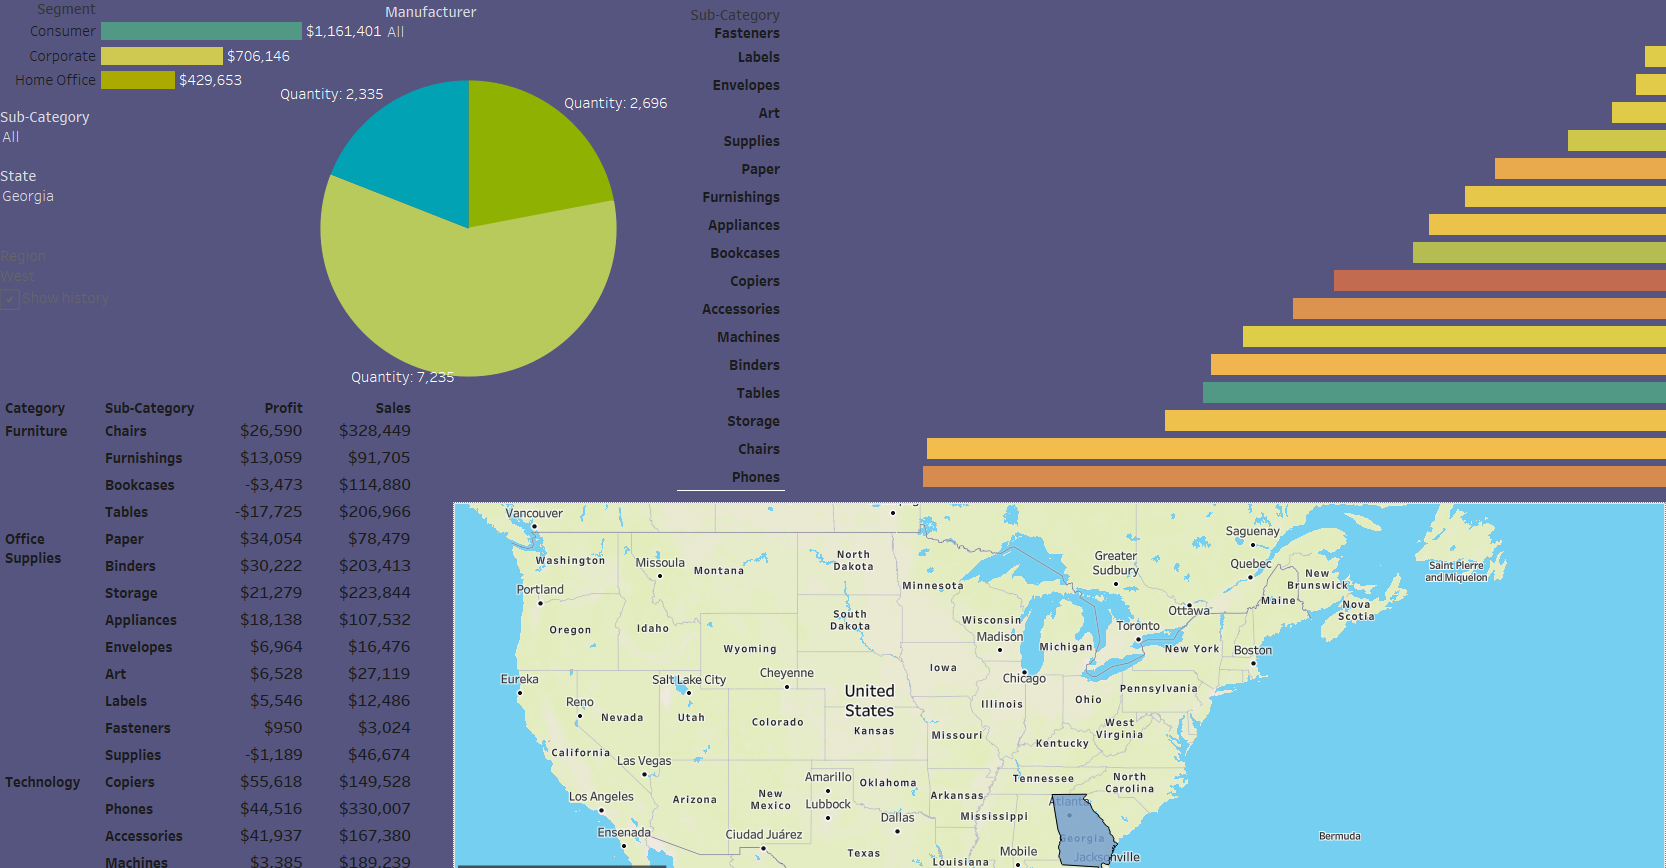 Segment
Consumer $1,161,401
Corporate $706,146
Home Office $429,653
Manufacturer
All
Sub-Category
All
State
Georgia
Region
West
Show history
Quantity: 2,335
Quantity: 2,696
Quantity: 7,235
Sub-Category
Fasteners
Labels
Envelopes
Art
Supplies
Paper
Furnishings
Appliances
Bookcases
Copiers
Accessories
Machines
Binders
Tables
Storage
Chairs
Phones
Category Sub-Category Profit Sales
Furniture Chairs $26,590 $328,449
Furnishings $13,059 $91,705
Bookcases -$3,473 $114,880
Tables -$17,725 $206,966
Office Supplies Paper $34,054 $78,479
Binders $30,222 $203,413
Storage $21,279 $223,844
Appliances $18,138 $107,532
Envelopes $6,964 $16,476
Art $6,528 $27,119
Labels $5,546 $12,486
Fasteners $950 $3,024
Supplies -$1,189 $46,674
Technology Copiers $55,618 $149,528
Phones $44,516 $330,007
Accessories $41,937 $167,380
Machines $3,385 $189,239
Vancouver
Washington
Missoula
Montana
North Dakota
Minnesota
Greater Sudbury
Saguenay
Quebec
New Brunswick
Saint Pierre and Miquelon
Portland
Oregon
Idaho
South Dakota
Wisconsin
Madison
Michigan
Toronto
Ottawa
Maine
Nova Scotia
Wyoming
New York
Boston
Eureka
Salt Lake City
Cheyenne
Iowa
Chicago
Pennsylvania
Reno
Nevada
Utah
Colorado
United States
Kansas
Illinois
Ohio
West Virginia
Missouri
Kentucky
California
Las Vegas
Amarillo
Oklahoma
Tennessee
North Carolina
Los Angeles
Arizona
New Mexico
Lubbock
Arkansas
Atlanta
Mississippi
Ensenada
Ciudad Juárez
Dallas
Georgia
Bermuda
Texas
Louisiana
Mobile
Jacksonville